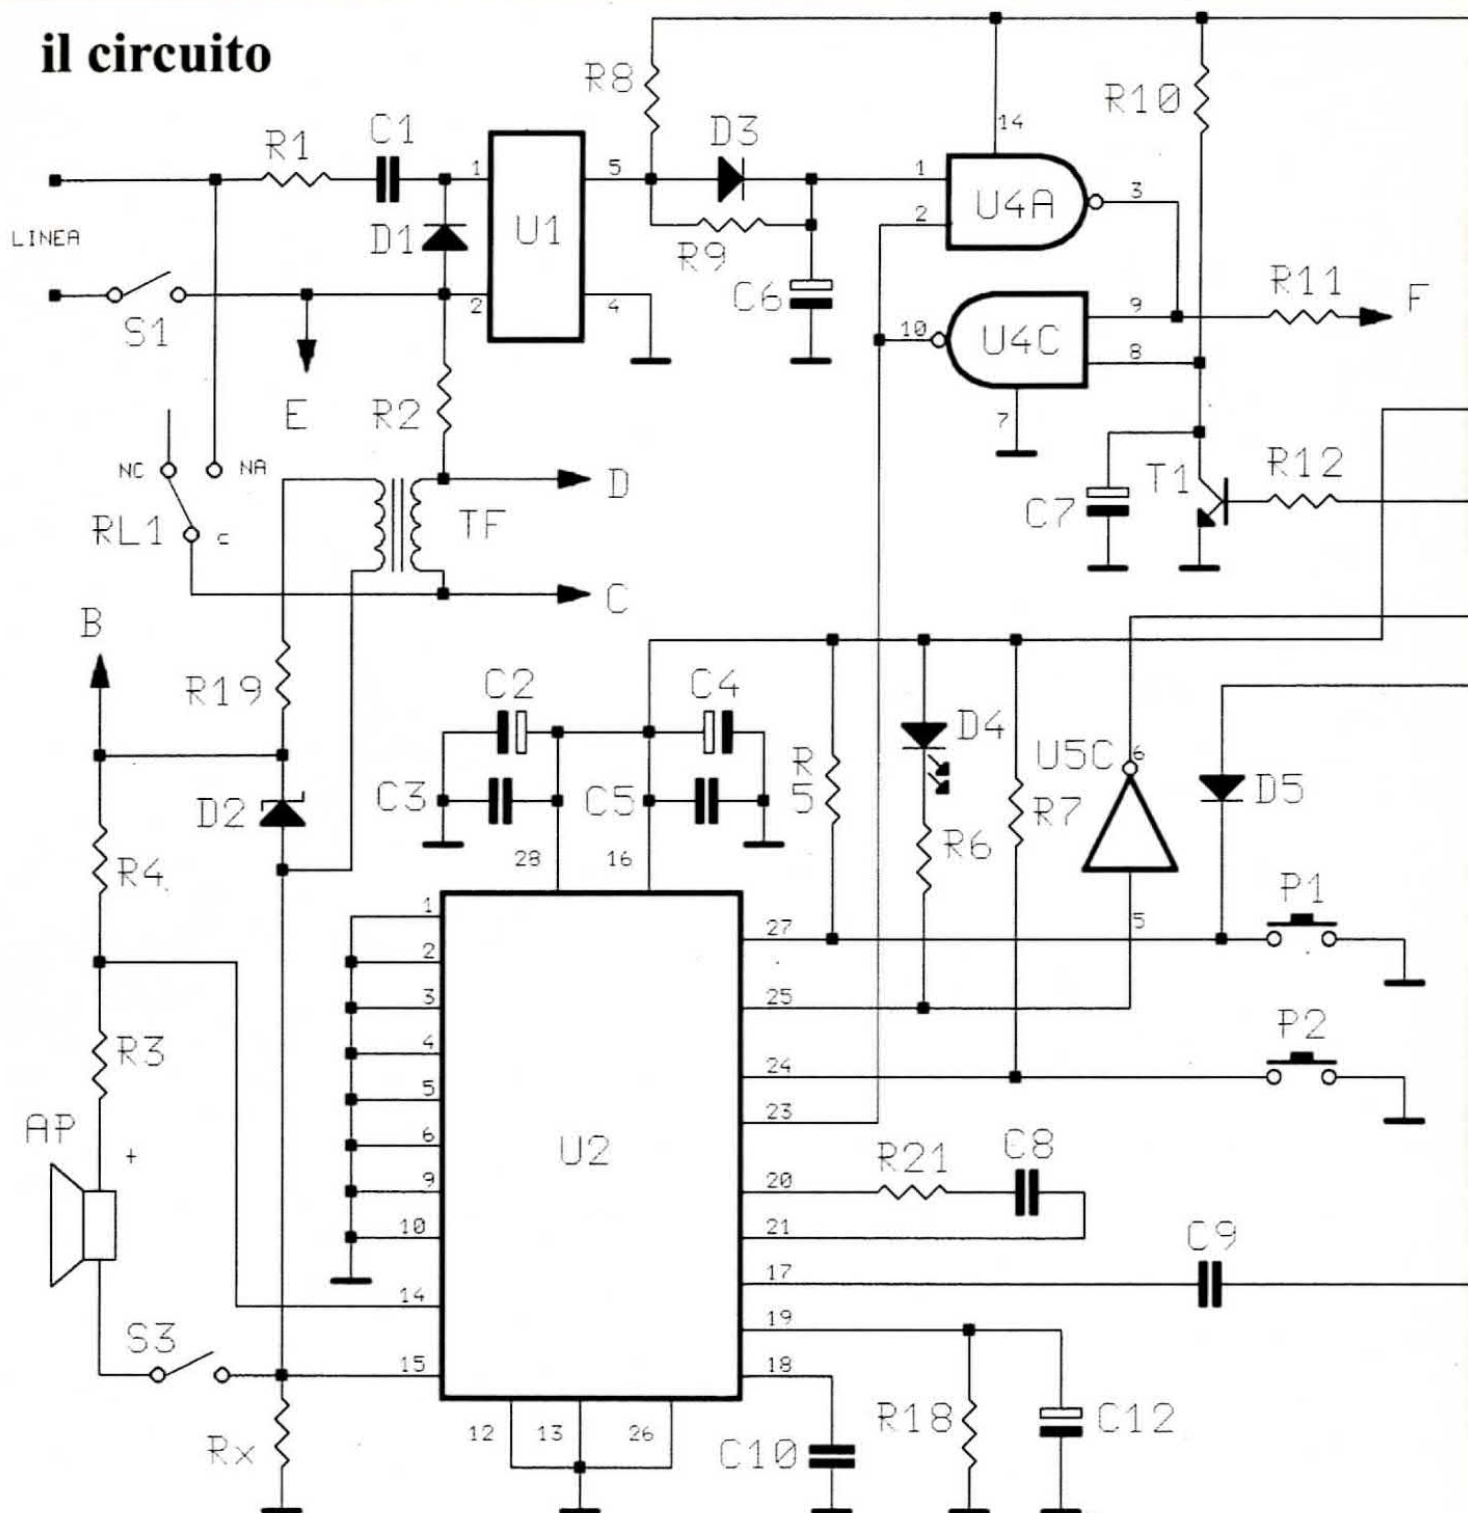 il circuito
R8
R10
14
R1
C1
D3
1
5
1
3
U4A
U1
2
LINEA
D1
R9
C6
R11
F
S1
2
4
10
U4C
9
8
E
R2
7
NC
NA
D
T1
R12
RL1
c
TF
C7
C
B
R19
C2
C4
D4
U5C
6
R
5
C3
C5
R7
D5
D2
R6
R4
28
16
P1
1
27
5
2
3
25
P2
R3
4
24
5
23
AP
+
6
U2
R21
C8
9
20
10
21
C9
17
14
19
S3
15
18
R18
C12
Rx
12
13
26
C10